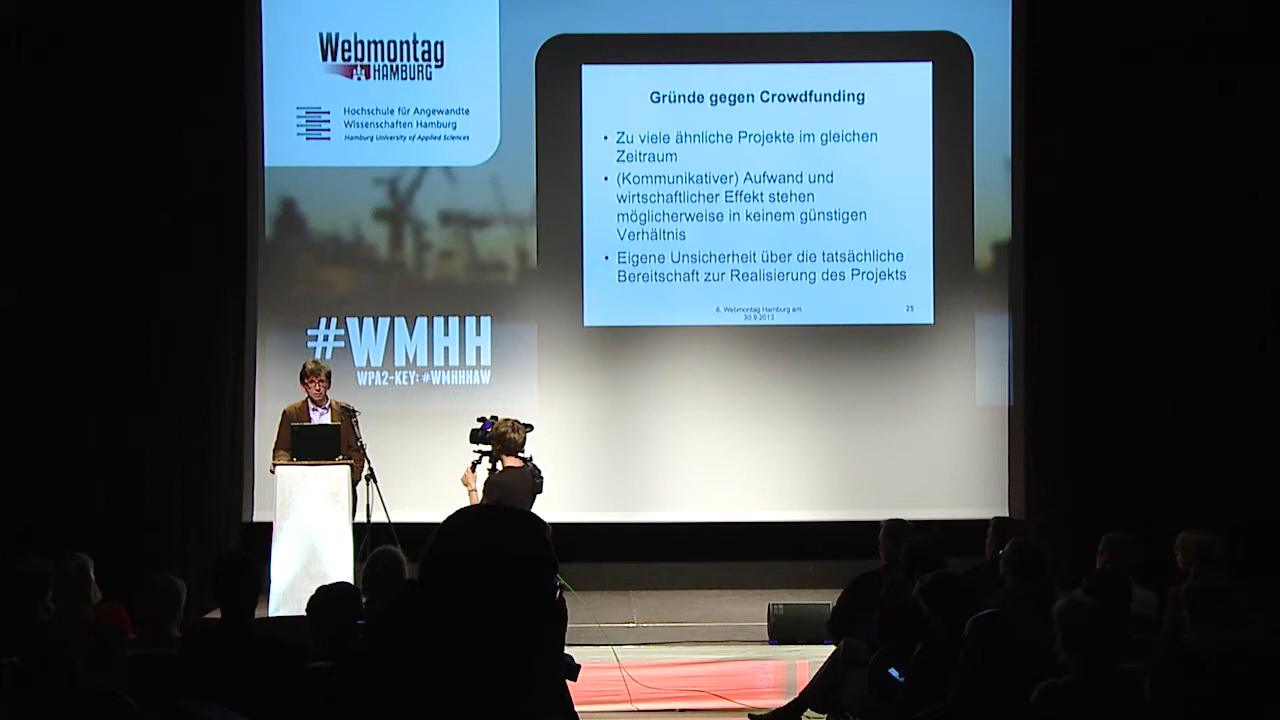 Webmontag
HAMBURG
Hochschule für Angewandte
Wissenschaften Hamburg
Hamburg University of Applied Sciences
Gründe gegen Crowdfunding
• Zu viele ähnliche Projekte im gleichen
Zeitraum
• (Kommunikativer) Aufwand und
wirtschaftlicher Effekt stehen
möglicherweise in keinem günstigen
Verhältnis
• Eigene Unsicherheit über die tatsächliche
Bereitschaft zur Realisierung des Projekts
6. Webmontag Hamburg am
30.9.2013
25
#WMHH
WPA2-KEY: #WMHHHAW